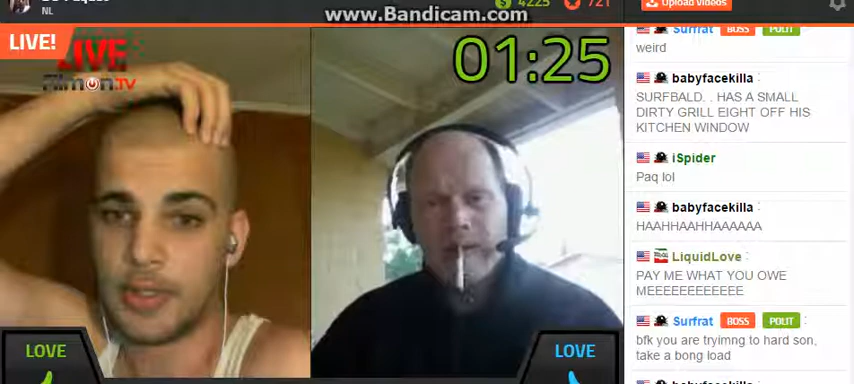 www.Bandicam.com
NL
4225
721
Upload videos
LIVE!
LIVE
FilmOn.TV
01:25
LOVE
LOVE
Surfrat BOSS POLIT
weird
babyfacekilla :
SURFBALD. . HAS A SMALL
DIRTY GRILL EIGHT OFF HIS
KITCHEN WINDOW
iSpider :
Paq lol
babyfacekilla :
HAAHHAAHHAAAAAA
LiquidLove :
PAY ME WHAT YOU OWE
MEEEEEEEEEEEE
Surfrat BOSS POLIT :
bfk you are tryimng to hard son,
take a bong load